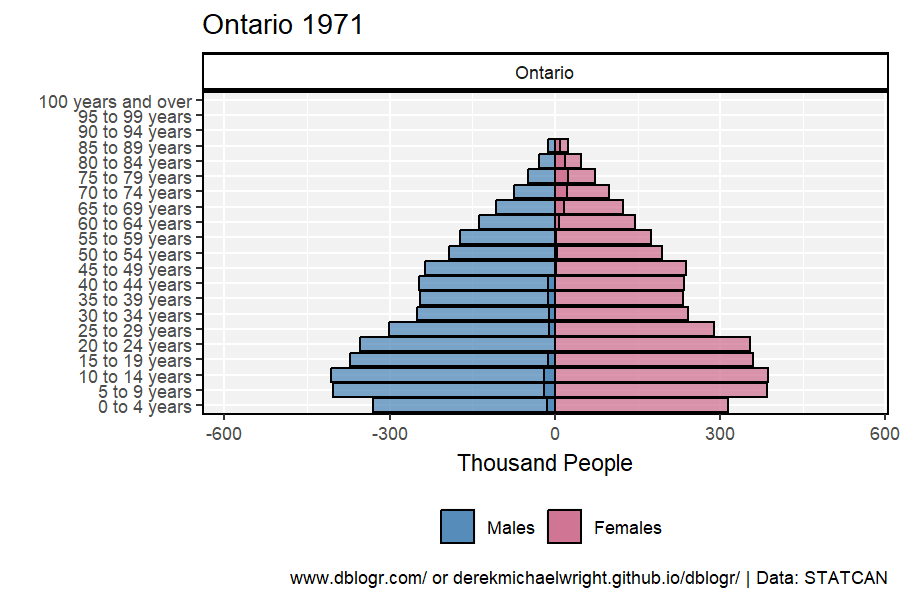 Ontario 1971
Ontario
100 years and over
95 to 99 years
90 to 94 years
85 to 89 years
80 to 84 years
75 to 79 years
70 to 74 years
65 to 69 years
60 to 64 years
55 to 59 years
50 to 54 years
45 to 49 years
40 to 44 years
35 to 39 years
30 to 34 years
25 to 29 years
20 to 24 years
15 to 19 years
10 to 14 years
5 to 9 years
0 to 4 years
-600 -300 0 300 600
Thousand People
Males Females
www.dblogr.com/ or derekmichaelwright.github.io/dblogr/ | Data: STATCAN